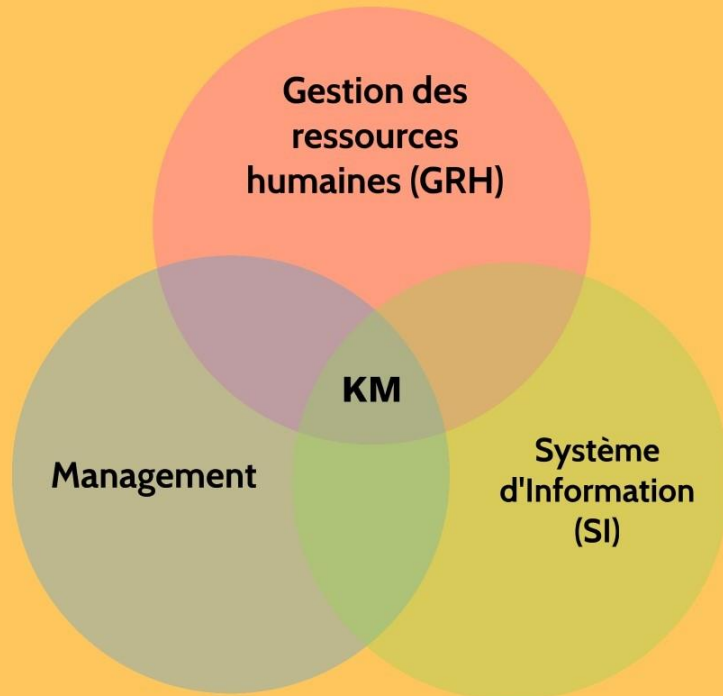 Gestion des
ressources
humaines (GRH)
KM
Management
Système
d'Information
(SI)